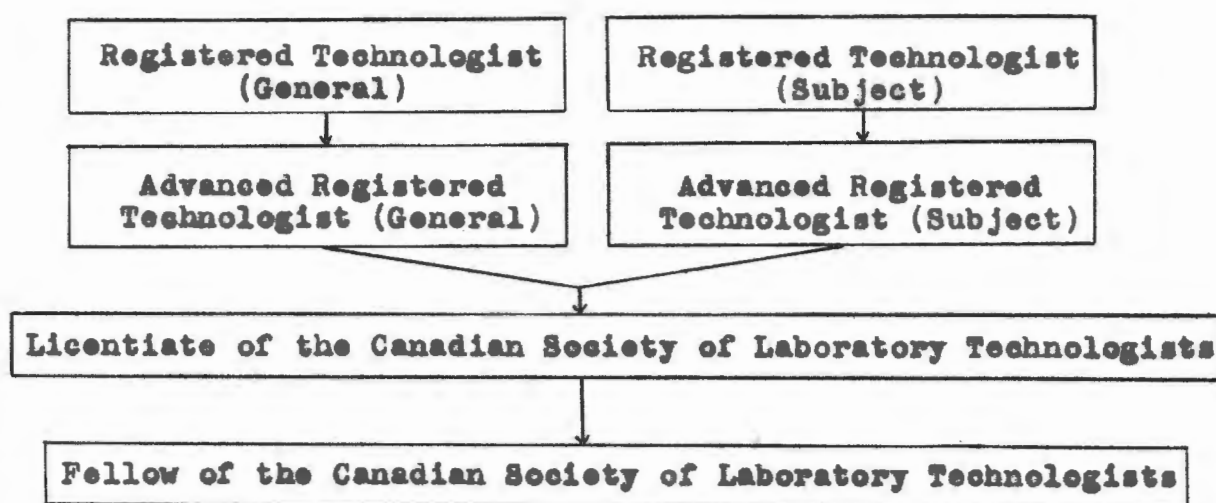 Registered Technologist
(General)
Registered Technologist
(Subject)
Advanced Registered
Technologist (General)
Advanced Registered
Technologist (Subject)
Licentiate of the Canadian Society of Laboratory Technologists
Fellow of the Canadian Society of Laboratory Technologists